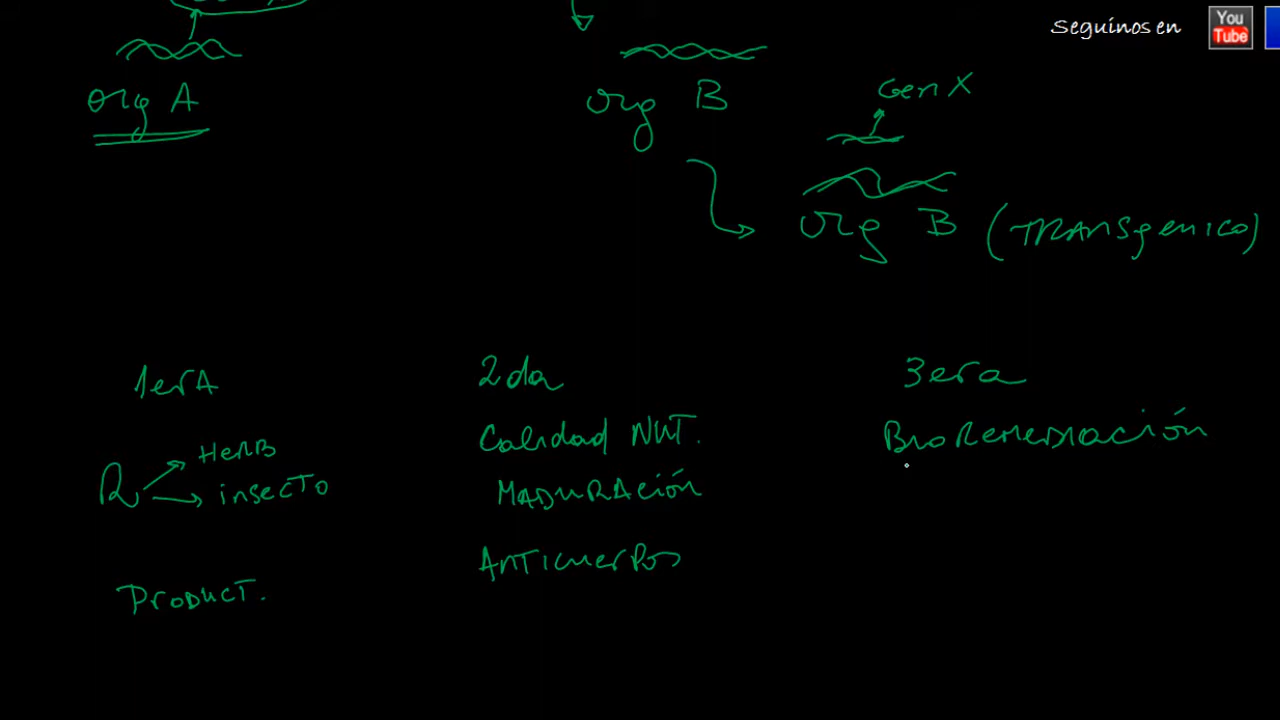 Seguinos en
You Tube
org A
org B
Gen X
org B (TRANSgenico)
1erA
R
HERB
insecto
PRODUCT.
2da
Calidad NUT.
MADURAción
Anticuerpos
3era
BioRemediación